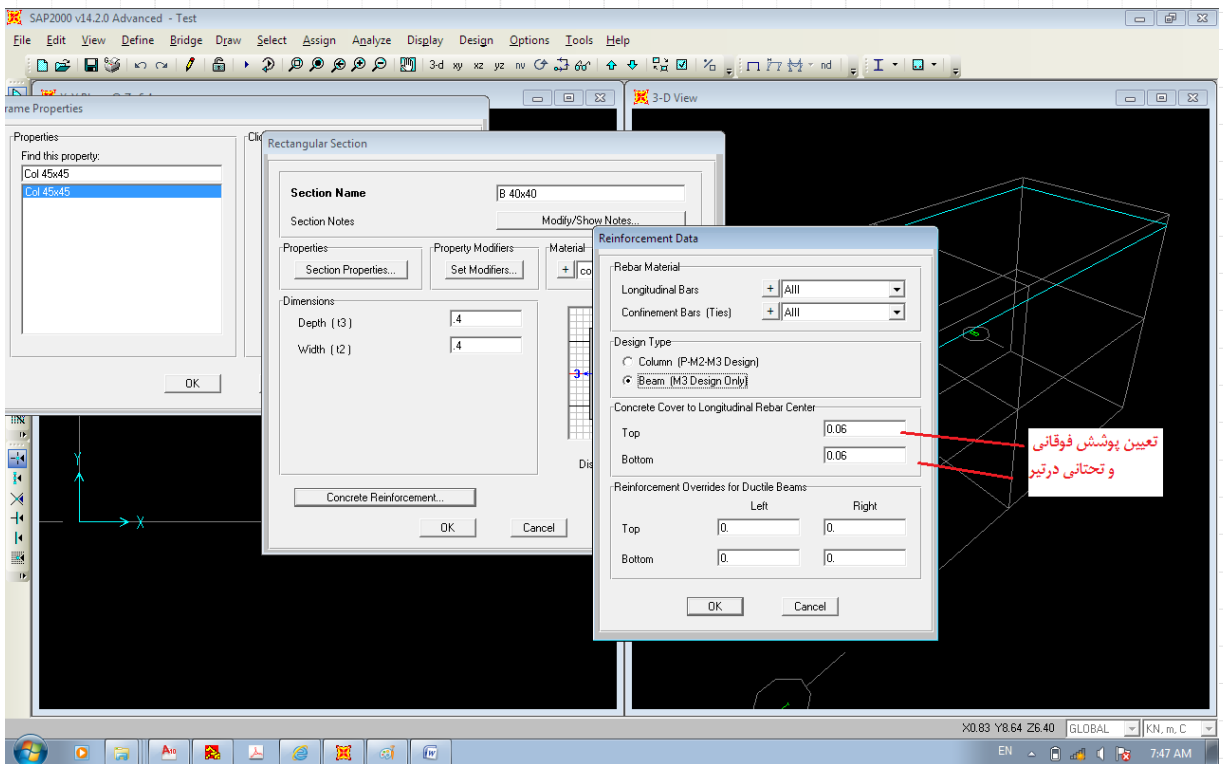 SAP2000 v14.2.0 Advanced - Test
File Edit View Define Bridge Draw Select Assign Analyze Display Design Options Tools Help
3-d xy xz yz nv
nd
3-D View
rame Properties
Properties
Find this property:
Col 45x45
Col 45x45
OK
Rectangular Section
Section Name B 40x40
Section Notes Modify/Show Notes...
Properties Property Modifiers Material
Section Properties... Set Modifiers... + co
Dimensions
Depth ( t3 ) .4
Width ( t2 ) .4
3
Dis
Concrete Reinforcement...
OK Cancel
Reinforcement Data
Rebar Material
Longitudinal Bars + AIII
Confinement Bars (Ties) + AIII
Design Type
Column (P-M2-M3 Design)
Beam (M3 Design Only)
Concrete Cover to Longitudinal Rebar Center
Top 0.06
Bottom 0.06
Reinforcement Overrides for Ductile Beams
Left Right
Top 0. 0.
Bottom 0. 0.
OK Cancel
تعیین پوشش فوقانی
و تحتانی درتیر
Y
X
X0.83 Y8.64 Z6.40 GLOBAL KN, m, C
EN 7:47 AM